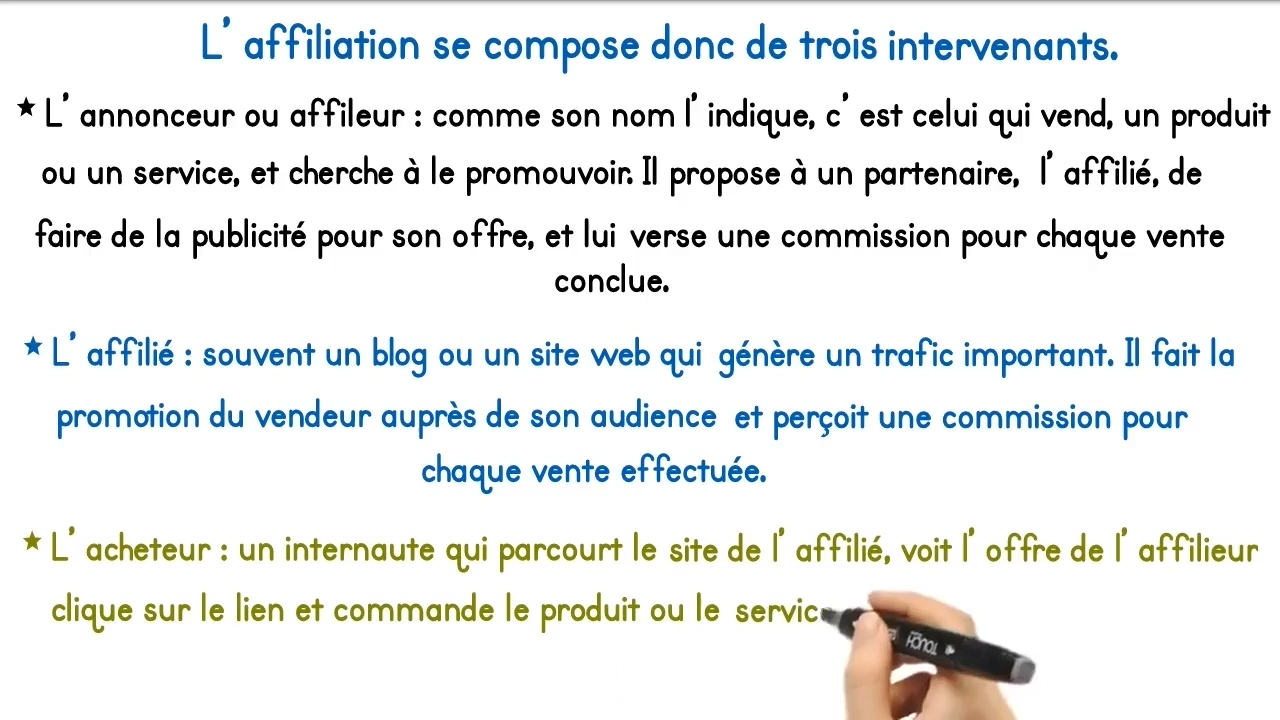 L' affiliation se compose donc de trois intervenants.
★ L' annonceur ou affileur : comme son nom l' indique, c' est celui qui vend, un produit
ou un service, et cherche à le promouvoir. Il propose à un partenaire, l' affilié, de
faire de la publicité pour son offre, et lui verse une commission pour chaque vente
conclue.
★ L' affilié : souvent un blog ou un site web qui génère un trafic important. Il fait la
promotion du vendeur auprès de son audience et perçoit une commission pour
chaque vente effectuée.
★ L' acheteur : un internaute qui parcourt le site de l' affilié, voit l' offre de l' affilieur
clique sur le lien et commande le produit ou le servic
TOUCH